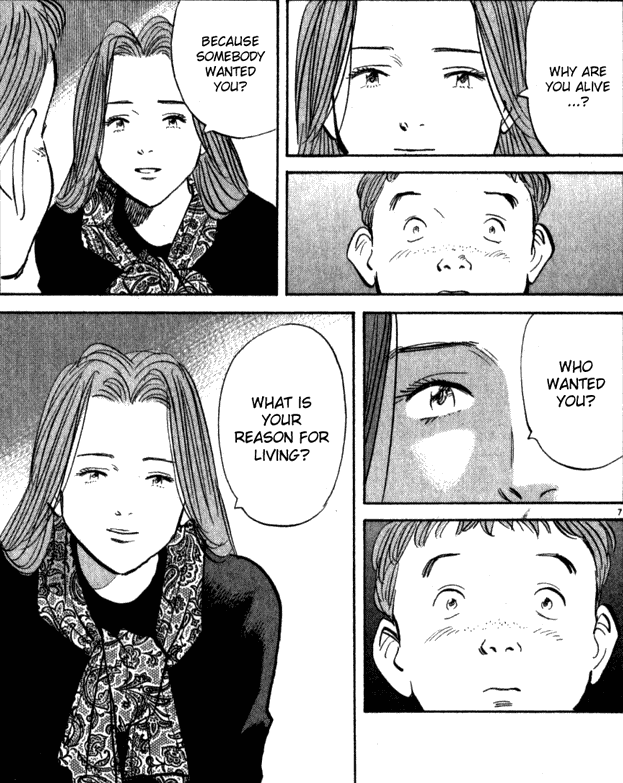 WHY ARE
YOU ALIVE
...?
BECAUSE
SOMEBODY
WANTED
YOU?
WHO
WANTED
YOU?
7
WHAT IS
YOUR
REASON FOR
LIVING?